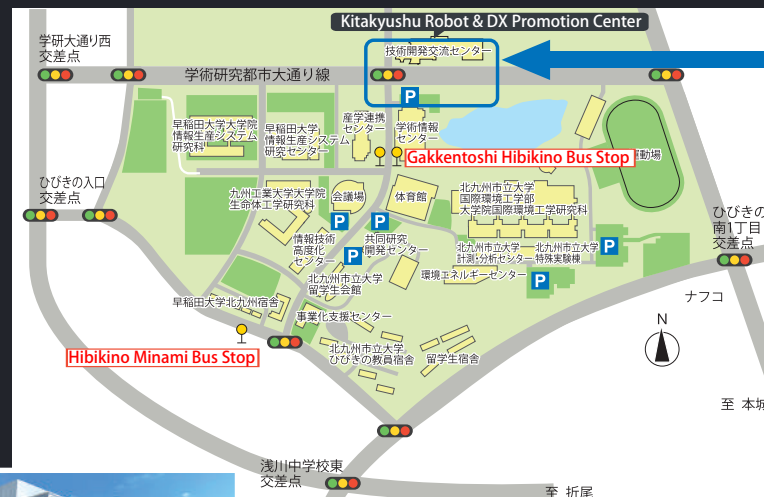 Kitakyushu Robot & DX Promotion Center
学研大通り西
交差点
技術開発交流センター
学術研究都市大通り線
P
早稲田大学大学院
情報生産システム
研究科
早稲田大学
情報生産システム
研究センター
産学連携
センター
学術情報
センター
Gakkentoshi Hibikino Bus Stop
運動場
ひびきの入口
交差点
九州工業大学大学院
生命体工学研究科
会議場
体育館
北九州市立大学
国際環境工学部
大学院国際環境工学研究科
ひびきの
南1丁目
交差点
P
P
情報技術
高度化
センター
共同研究
開発センター
P
北九州市立大学
計測・分析センター
北九州市立大学
特殊実験棟
P
北九州市立大学
留学生会館
環境エネルギーセンター
P
ナフコ
早稲田大学北九州宿舎
事業化支援センター
N
Hibikino Minami Bus Stop
北九州市立大学
ひびきの教員宿舎
留学生宿舎
至 本城
浅川中学校東
交差点
至 折尾